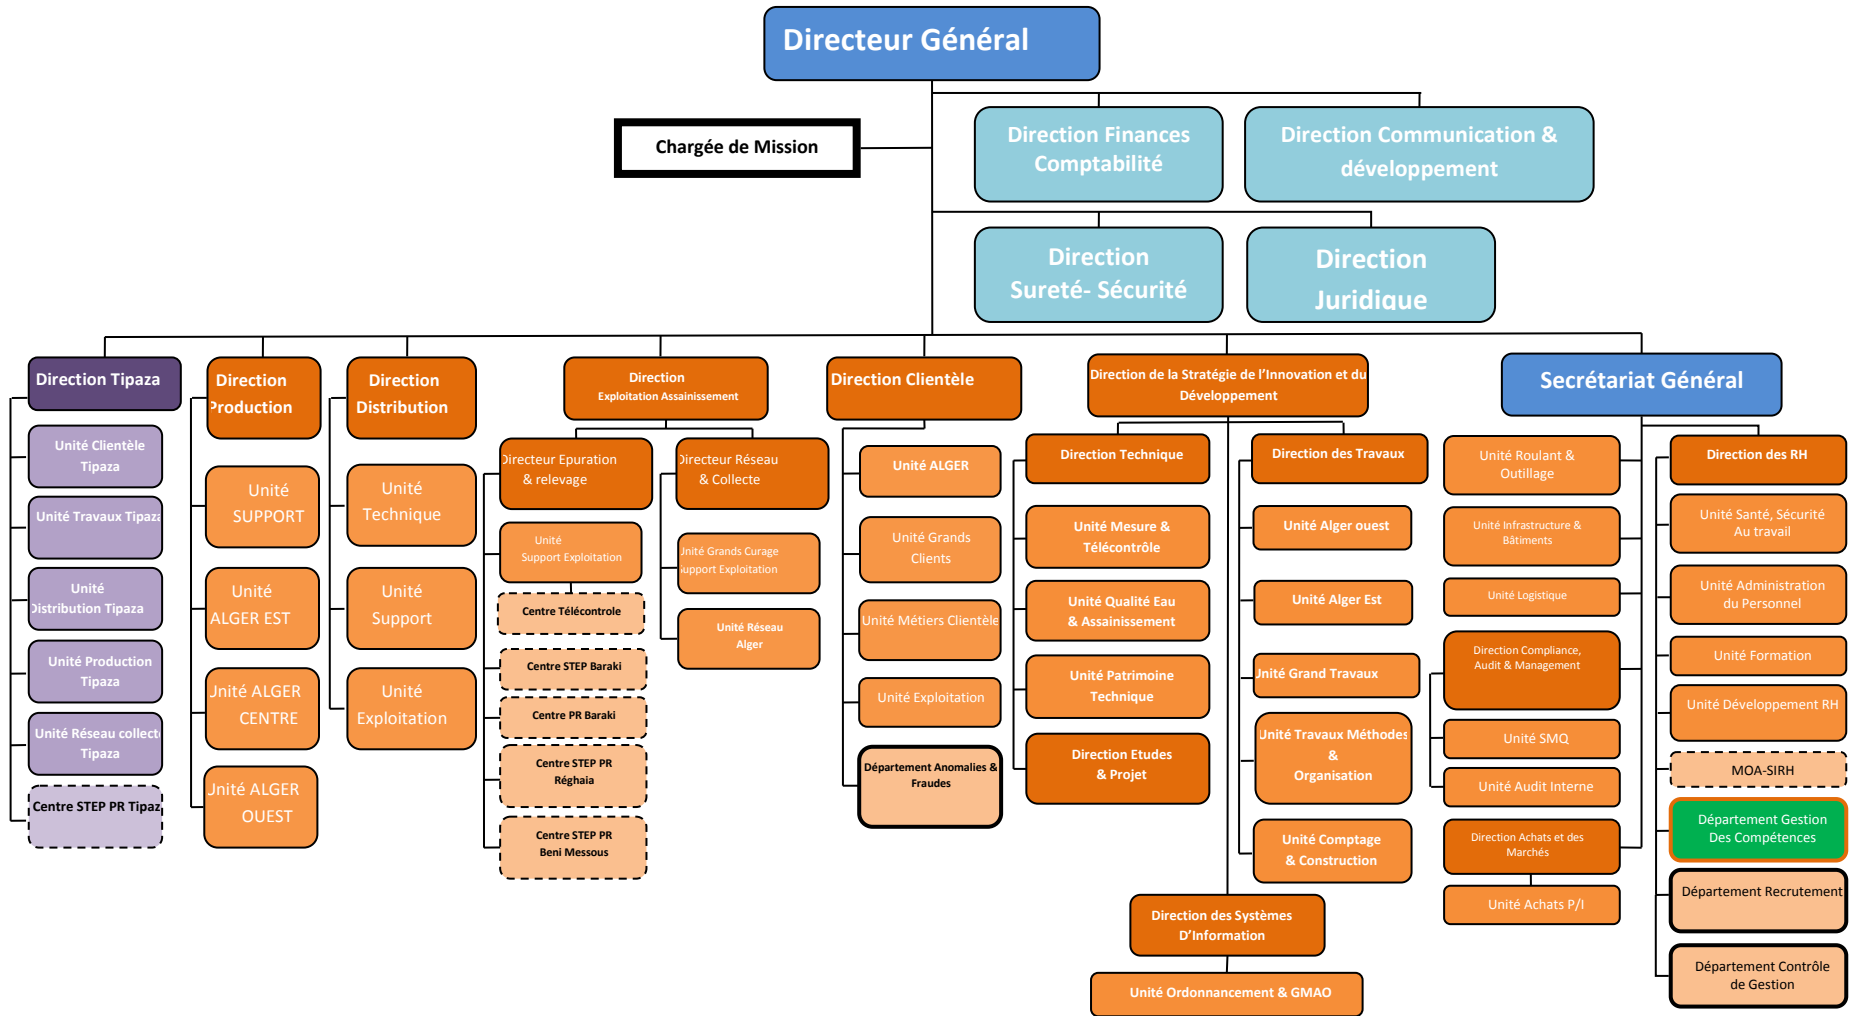 Directeur Général
Chargée de Mission
Direction Finances
Comptabilité
Direction Communication &
développement
Direction
Sureté- Sécurité
Direction
Juridique
Direction Tipaza
Unité Clientèle
Tipaza
Unité Travaux Tipaza
Unité
Distribution Tipaza
Unité Production
Tipaza
Unité Réseau collecte
Tipaza
Centre STEP PR Tipaza
Direction
Production
Unité
SUPPORT
Unité
ALGER EST
Unité ALGER
CENTRE
Unité ALGER
OUEST
Direction
Distribution
Unité
Technique
Unité
Support
Unité
Exploitation
Direction
Exploitation Assainissement
Directeur Epuration
& relevage
Unité
Support Exploitation
Centre Télécontrole
Centre STEP Baraki
Centre PR Baraki
Centre STEP PR
Réghaia
Centre STEP PR
Beni Messous
Directeur Réseau
& Collecte
Unité Grands Curage
Support Exploitation
Unité Réseau
Alger
Direction Clientèle
Unité ALGER
Unité Grands
Clients
Unité Métiers Clientèle
Unité Exploitation
Département Anomalies &
Fraudes
Direction de la Stratégie de l’Innovation et du
Développement
Direction Technique
Unité Mesure &
Télécontrôle
Unité Qualité Eau
& Assainissement
Unité Patrimoine
Technique
Direction Etudes
& Projet
Direction des Travaux
Unité Alger ouest
Unité Alger Est
Unité Grand Travaux
Unité Travaux Méthodes
&
Organisation
Unité Comptage
& Construction
Direction des Systèmes
D’Information
Unité Ordonnancement & GMAO
Secrétariat Général
Unité Roulant &
Outillage
Unité Infrastructure &
Bâtiments
Unité Logistique
Direction Compliance,
Audit & Management
Unité SMQ
Unité Audit Interne
Direction Achats et des
Marchés
Unité Achats P/I
Direction des RH
Unité Santé, Sécurité
Au travail
Unité Administration
du Personnel
Unité Formation
Unité Développement RH
MOA-SIRH
Département Gestion
Des Compétences
Département Recrutement
Département Contrôle
de Gestion